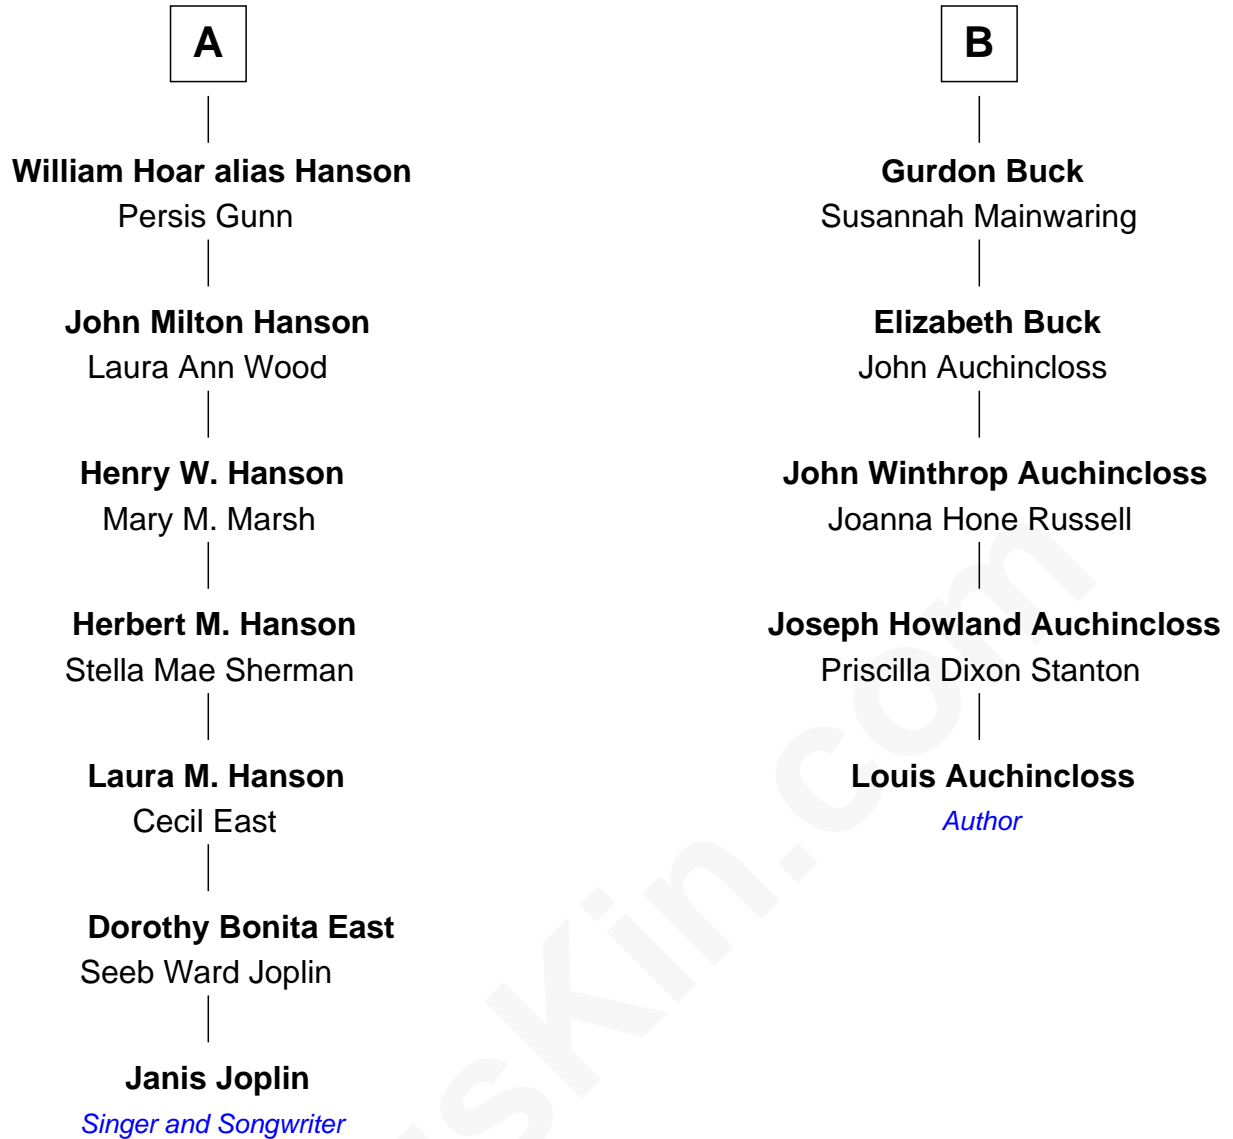 A
William Hoar alias Hanson
Persis Gunn
John Milton Hanson
Laura Ann Wood
Henry W. Hanson
Mary M. Marsh
Herbert M. Hanson
Stella Mae Sherman
Laura M. Hanson
Cecil East
Dorothy Bonita East
Seeb Ward Joplin
Janis Joplin
Singer and Songwriter
B
Gurdon Buck
Susannah Mainwaring
Elizabeth Buck
John Auchincloss
John Winthrop Auchincloss
Joanna Hone Russell
Joseph Howland Auchincloss
Priscilla Dixon Stanton
Louis Auchincloss
Author
sKin.com